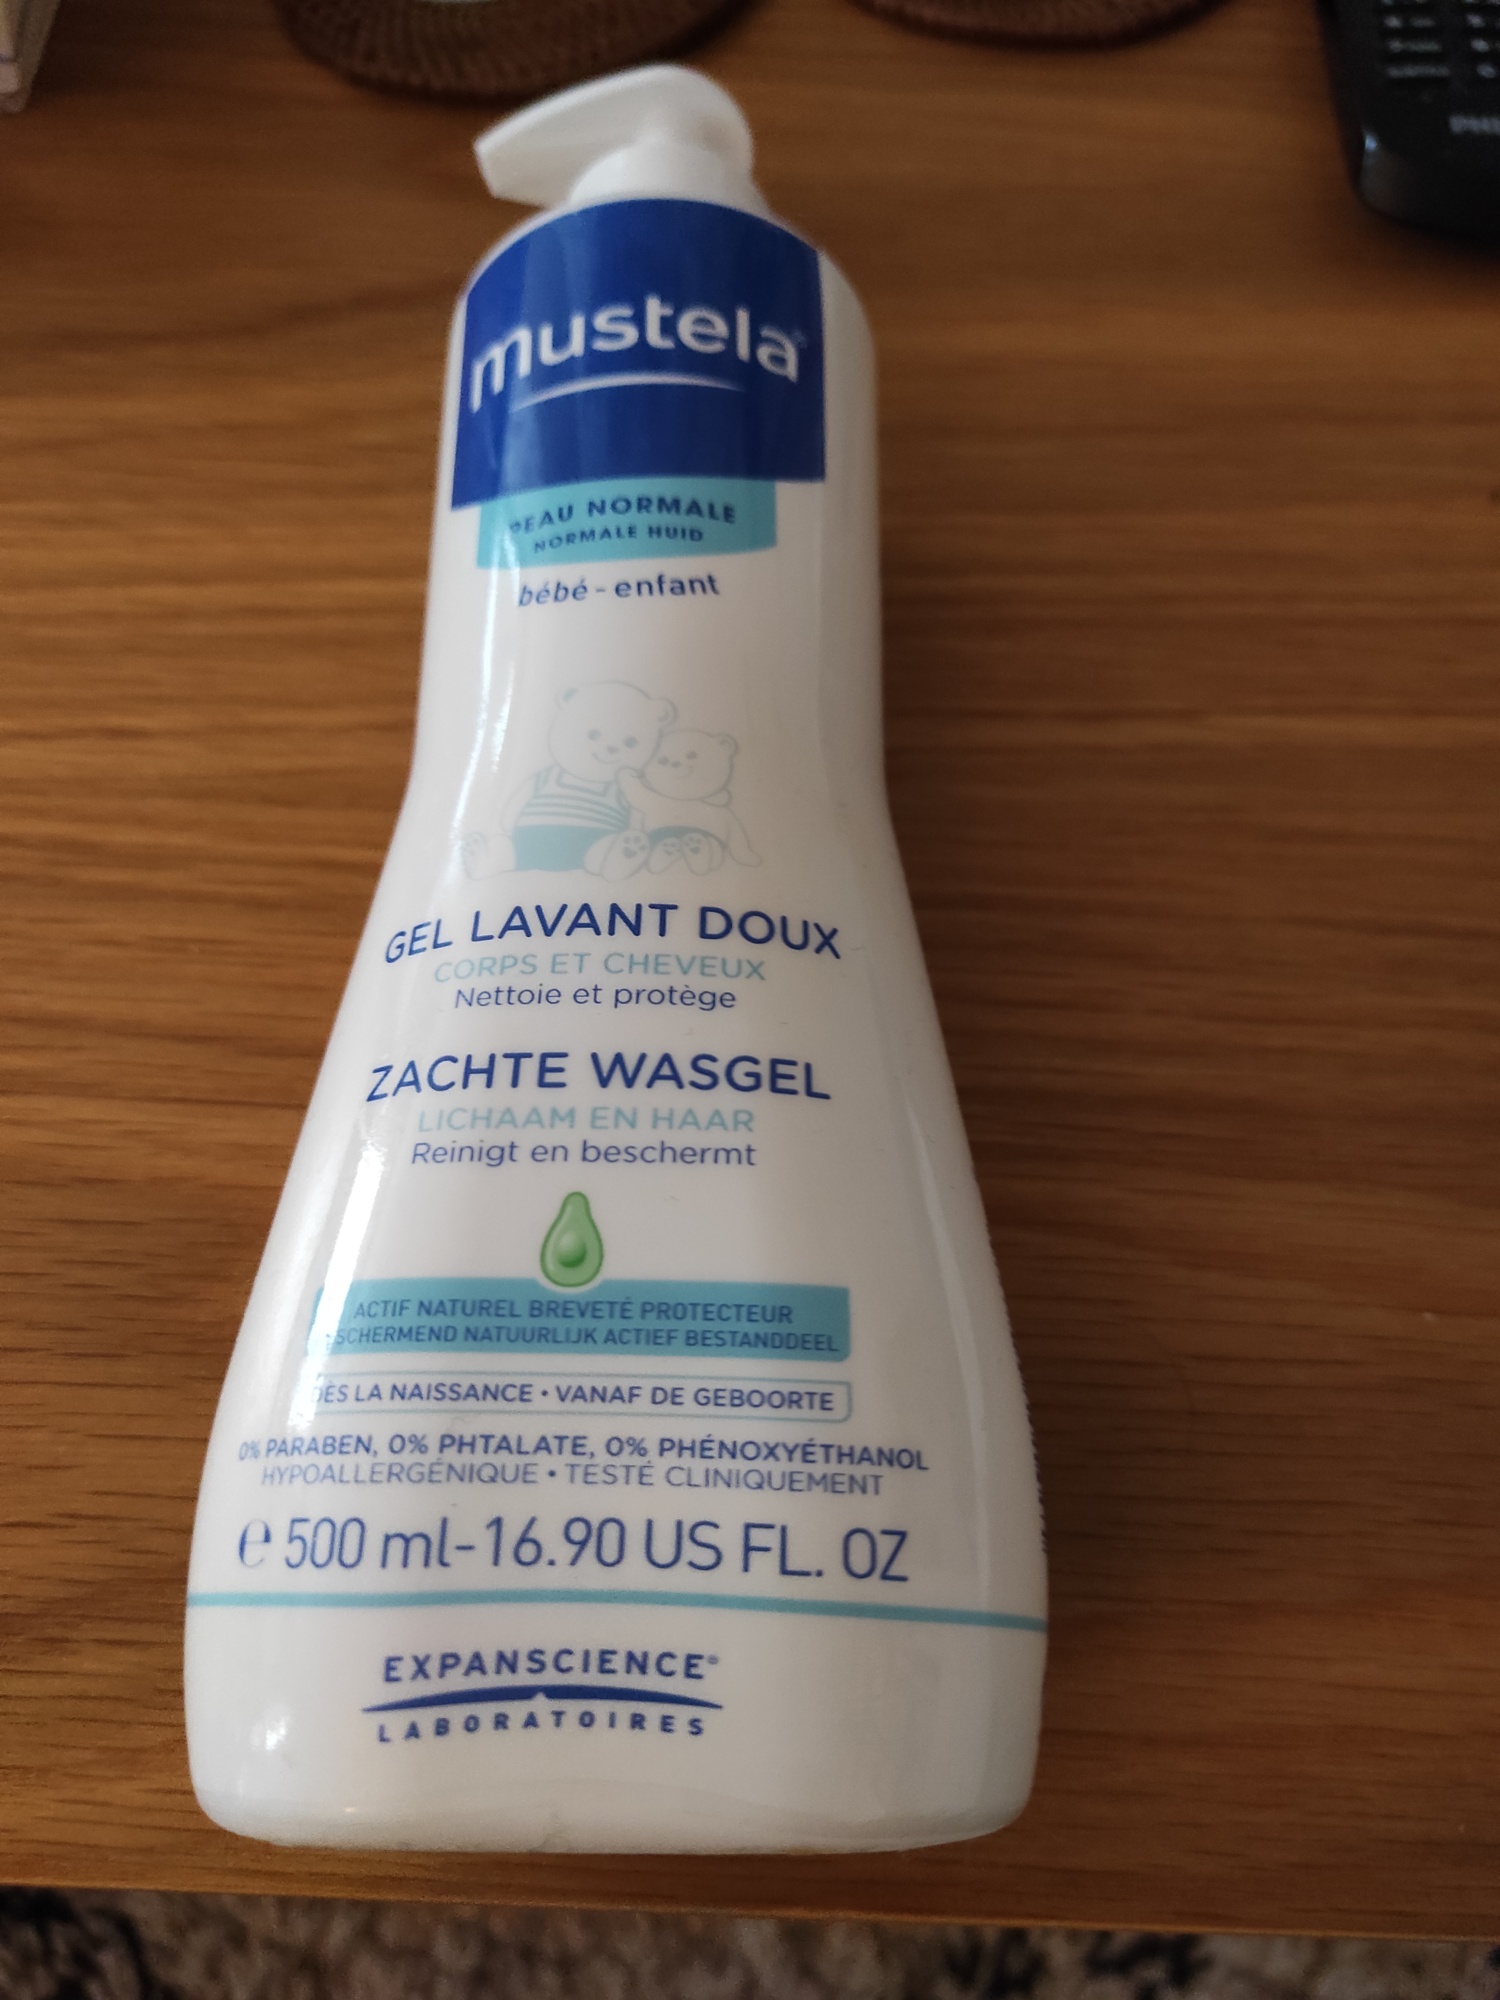 mustela
PEAU NORMALE
NORMALE HUID
bébé - enfant
GEL LAVANT DOUX
CORPS ET CHEVEUX
Nettoie et protège
ZACHTE WASGEL
LICHAAM EN HAAR
Reinigt en beschermt
ACTIF NATUREL BREVETÉ PROTECTEUR
SCHERMEND NATUURLIJK ACTIEF BESTANDDEEL
DÈS LA NAISSANCE • VANAF DE GEBOORTE
0% PARABEN, 0% PHTALATE, 0% PHÉNOXYÉTHANOL
HYPOALLERGÉNIQUE • TESTÉ CLINIQUEMENT
℮ 500 ml - 16.90 US FL. OZ
EXPANSCIENCE®
LABORATOIRES